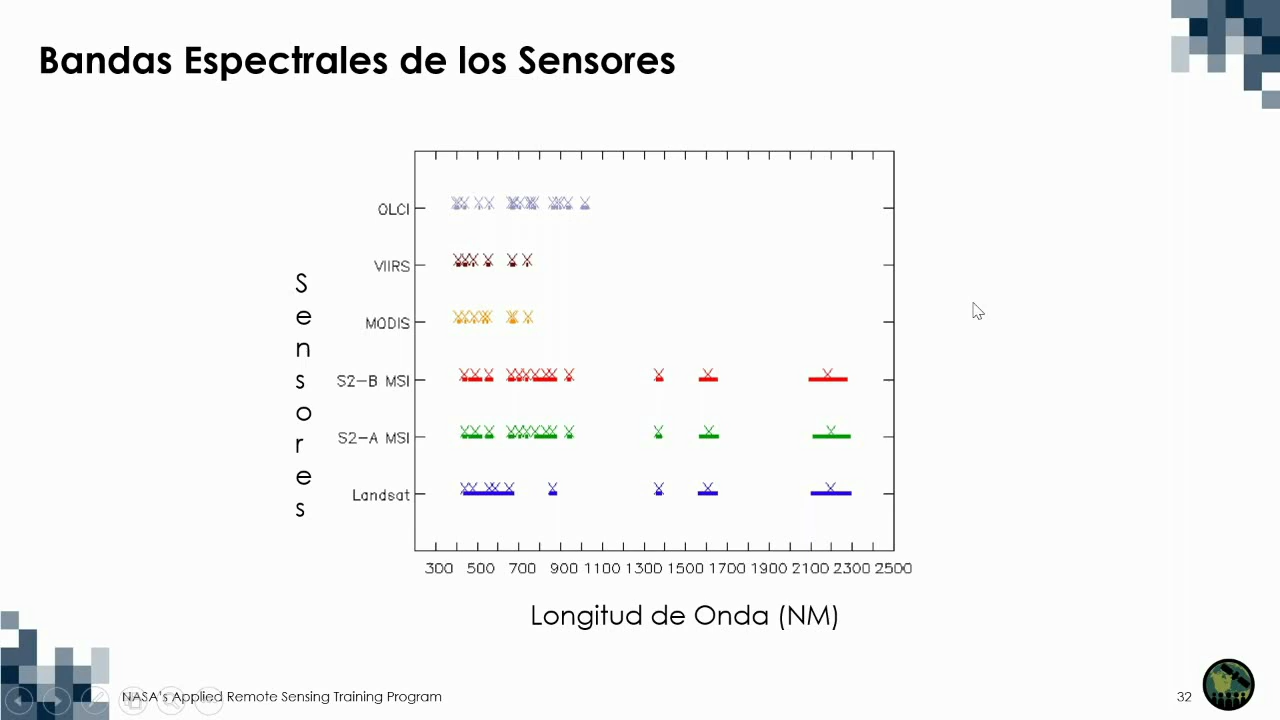 Bandas Espectrales de los Sensores
OLCI
VIIRS
MODIS
S2-B MSI
S2-A MSI
Landsat
Sensores
300 500 700 900 1100 1300 1500 1700 1900 2100 2300 2500
Longitud de Onda (NM)
NASA's Applied Remote Sensing Training Program
32